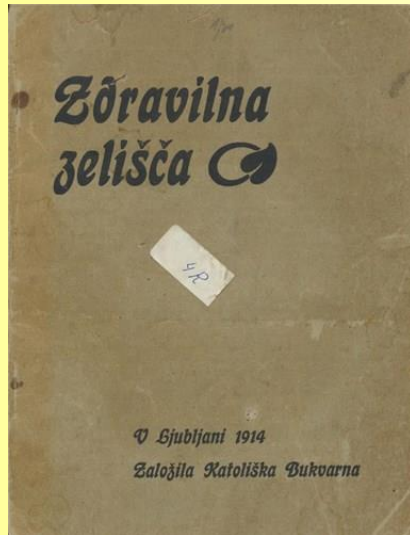 Zdravilna
zelišča
4R
V Ljubljani 1914
Založila Katoliška Bukvarna